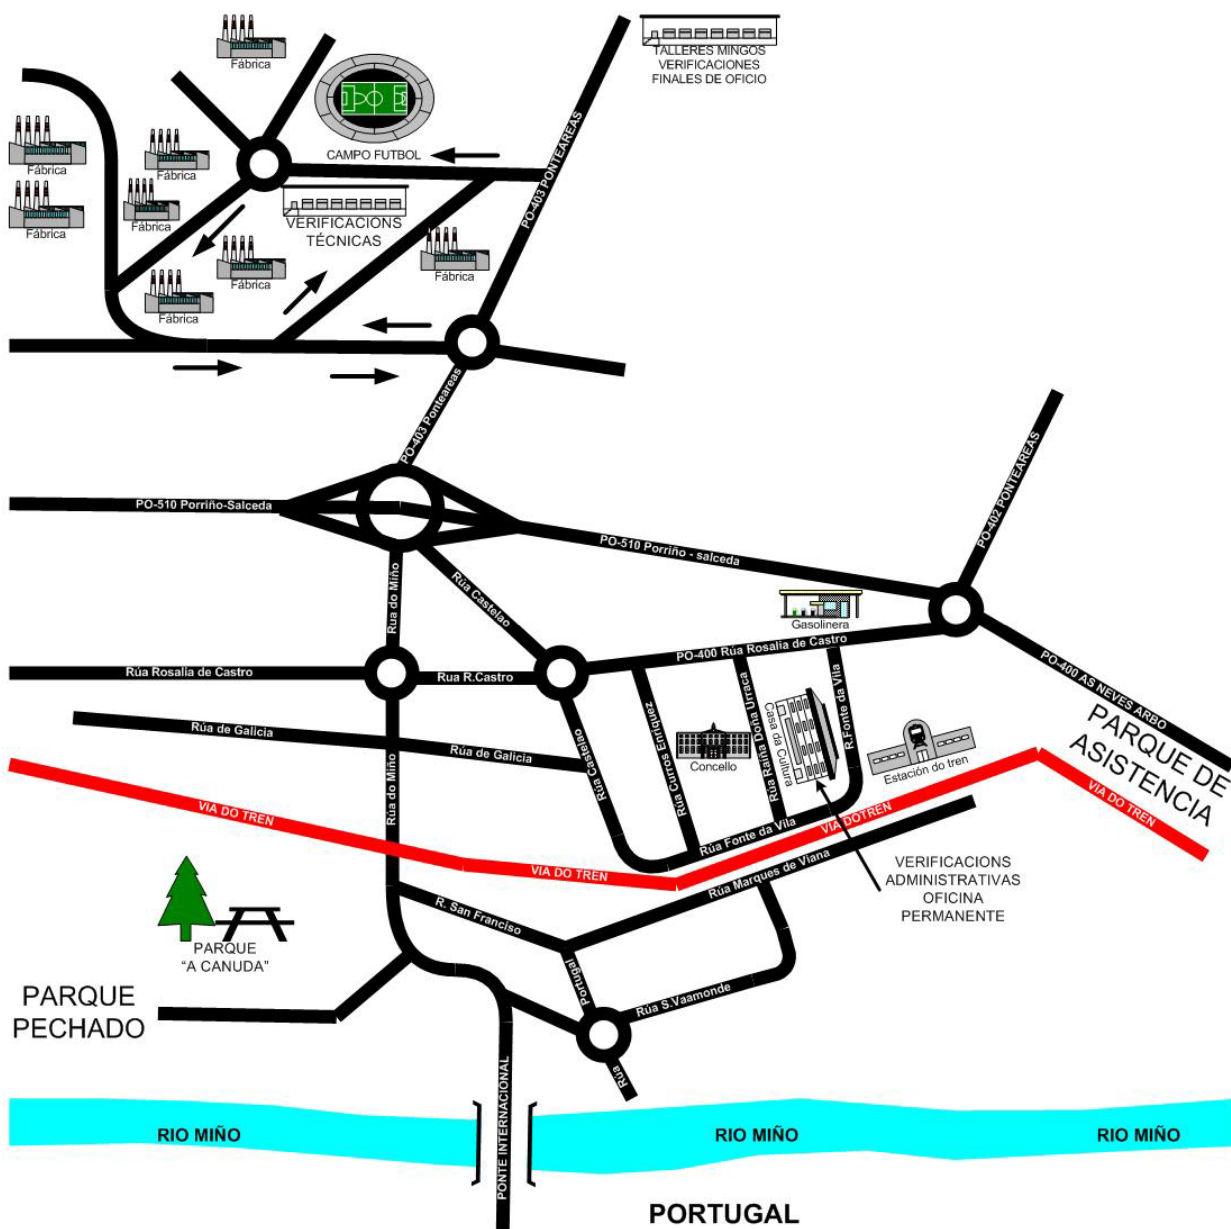 TALLERES MINGOS
VERIFICACIONES
FINALES DE OFICIO
Fábrica
CAMPO FUTBOL
Fábrica
Fábrica
Fábrica
Fábrica
VERIFICACIONS
TÉCNICAS
PO-403 PONTEAREAS
Fábrica
Fábrica
Fábrica
PO-403 Ponteareas
PO-510 Porriño-Salceda
PO-510 Porriño - salceda
PO-402 PONTEAREAS
Rua do Miño
Rúa Castelao
Gasolinera
Rúa Rosalia de Castro
Rua R.Castro
PO-400 Rúa Rosalia de Castro
PO-400 AS NEVES ARBO
PARQUE DE
ASISTENCIA
Rúa de Galicia
Rúa de Galicia
Rúa do Miño
Rúa Castelao
Rúa Curros Enriquez
Concello
Rúa Raiña Doña Urraca
Casa da
Cultura
R.Fonte da Vila
Estación do tren
VIA DO TREN
VIA DO TREN
Rúa Fonte da Vila
VIA DOTREN
VIA DO TREN
Rúa Marques de Viana
VERIFICACIONS
ADMINISTRATIVAS
OFICINA
PERMANENTE
R. San Franciso
PARQUE
“A CANUDA”
PARQUE
PECHADO
Portugal
Rúa S.Vaamonde
Rúa
PONTE INTERNACIONAL
RIO MIÑO
RIO MIÑO
RIO MIÑO
PORTUGAL